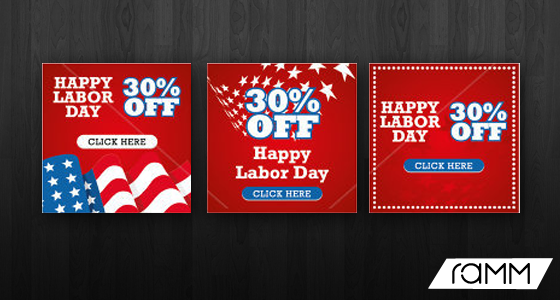 HAPPY
LABOR
DAY
30%
OFF
CLICK HERE
30%
OFF
Happy
Labor Day
CLICK HERE
HAPPY
LABOR
DAY
30%
OFF
CLICK HERE
ramm